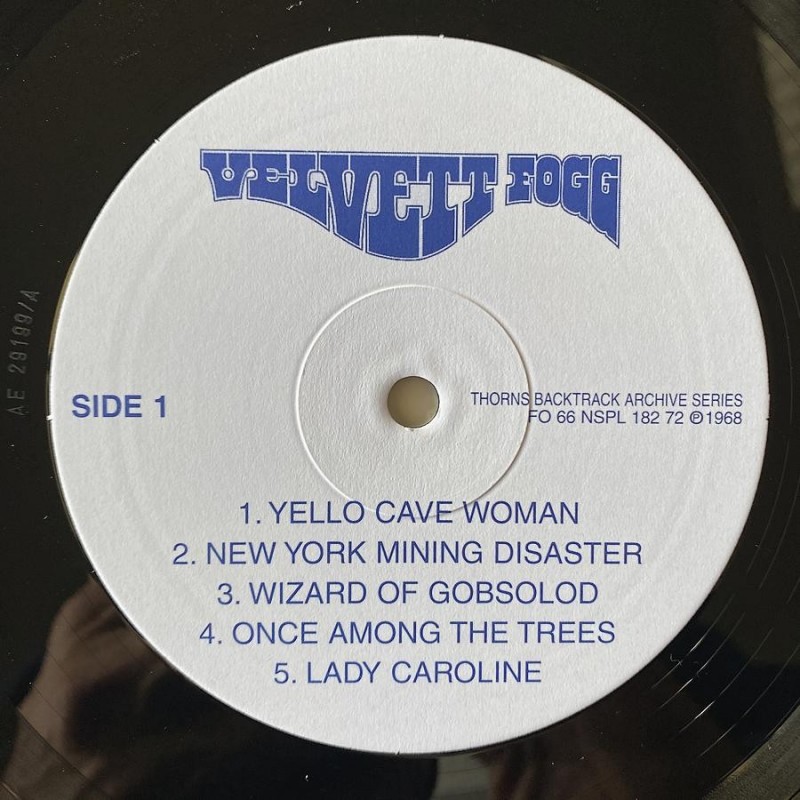 VELVETT FOGG
AE 29199/A
SIDE 1
THORNS BACKTRACK ARCHIVE SERIES
FO 66 NSPL 182 72 ℗1968
1. YELLO CAVE WOMAN
2. NEW YORK MINING DISASTER
3. WIZARD OF GOBSOLOD
4. ONCE AMONG THE TREES
5. LADY CAROLINE